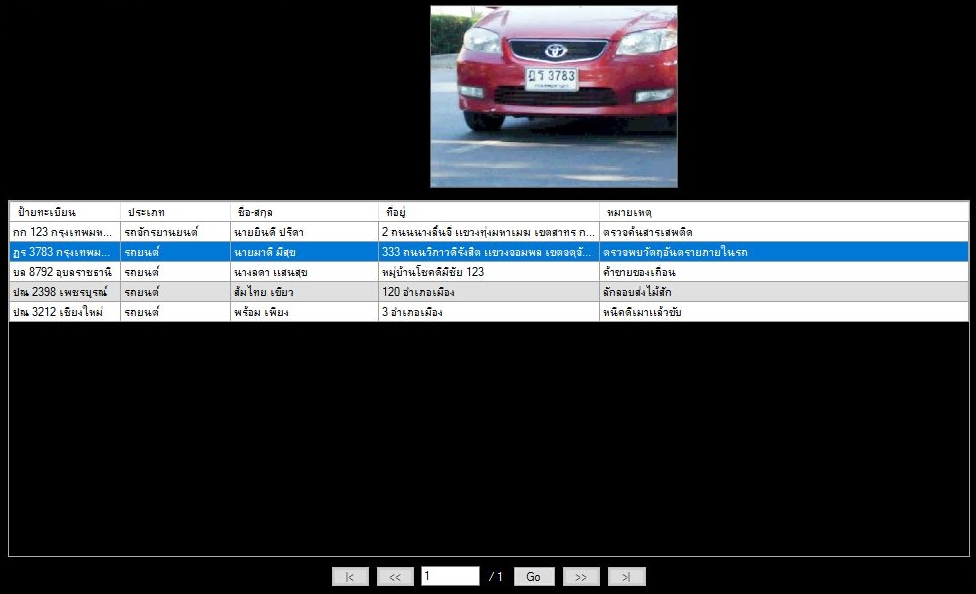 ฎร 3783
ป้ายทะเบียน ประเภท ชื่อ-สกุล ที่อยู่ หมายเหตุ
กก 123 กรุงเทพมห... รถจักรยานยนต์ นายยินดี ปรีดา 2 ถนนนางลิ้นจี่ แขวงทุ่งมหาเมฆ เขตสาทร ก... ตรวจค้นสารเสพติด
ฎร 3783 กรุงเทพม... รถยนต์ นายมาดี มีสุข 333 ถนนวิภาวดีรังสิต แขวงจอมพล เขตจตุจั... ตรวจพบวัตถุอันตรายภายในรถ
บล 8792 อุบลราชธานี รถยนต์ นางลดา แสนสุข หมู่บ้านโชคดีมีชัย 123 ค้าขายของเถื่อน
ปณ 2398 เพชรบูรณ์ รถยนต์ ส้มไทย เขียว 120 อำเภอเมือง ลักลอบส่งไม้สัก
ปณ 3212 เชียงใหม่ รถยนต์ พร้อม เพียง 3 อำเภอเมือง หนีคดีเมาแล้วขับ
|< << 1 / 1 Go >> >|